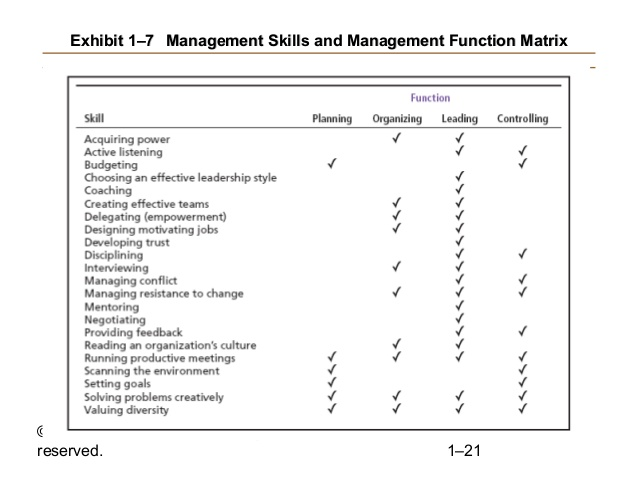 Exhibit 1–7 Management Skills and Management Function Matrix
Function
Skill Planning Organizing Leading Controlling
Acquiring power ✓ ✓
Active listening ✓ ✓
Budgeting ✓ ✓
Choosing an effective leadership style ✓
Coaching ✓
Creating effective teams ✓ ✓
Delegating (empowerment) ✓ ✓
Designing motivating jobs ✓ ✓
Developing trust ✓
Disciplining ✓ ✓
Interviewing ✓ ✓
Managing conflict ✓ ✓
Managing resistance to change ✓ ✓ ✓
Mentoring ✓
Negotiating ✓
Providing feedback ✓ ✓
Reading an organization's culture ✓ ✓
Running productive meetings ✓ ✓ ✓ ✓
Scanning the environment ✓ ✓
Setting goals ✓ ✓
Solving problems creatively ✓ ✓ ✓ ✓
Valuing diversity ✓ ✓ ✓ ✓
©
reserved. 1–21